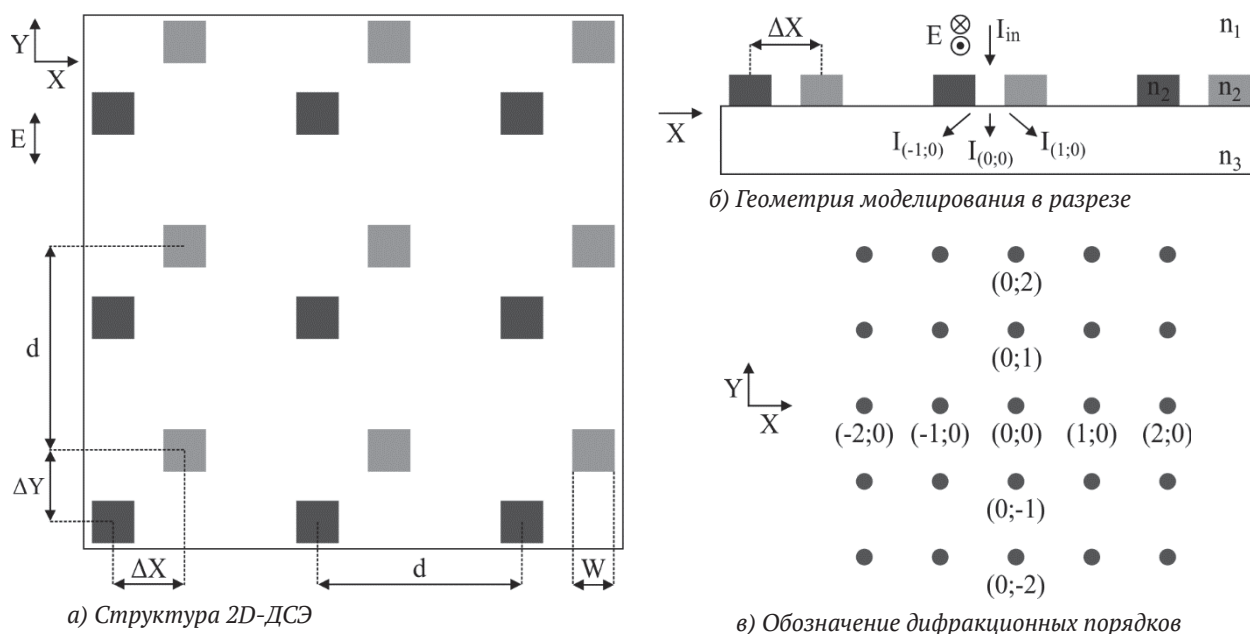 Y
X
E
d
ΔY
ΔX
d
W
а) Структура 2D-ДСЭ
ΔX
E
I_in
n_1
n_2
n_2
X
I_(-1;0)
I_(0;0)
I_(1;0)
n_3
б) Геометрия моделирования в разрезе
(0;2)
(0;1)
Y
X
(-2;0) (-1;0) (0;0) (1;0) (2;0)
(0;-1)
(0;-2)
в) Обозначение дифракционных порядков